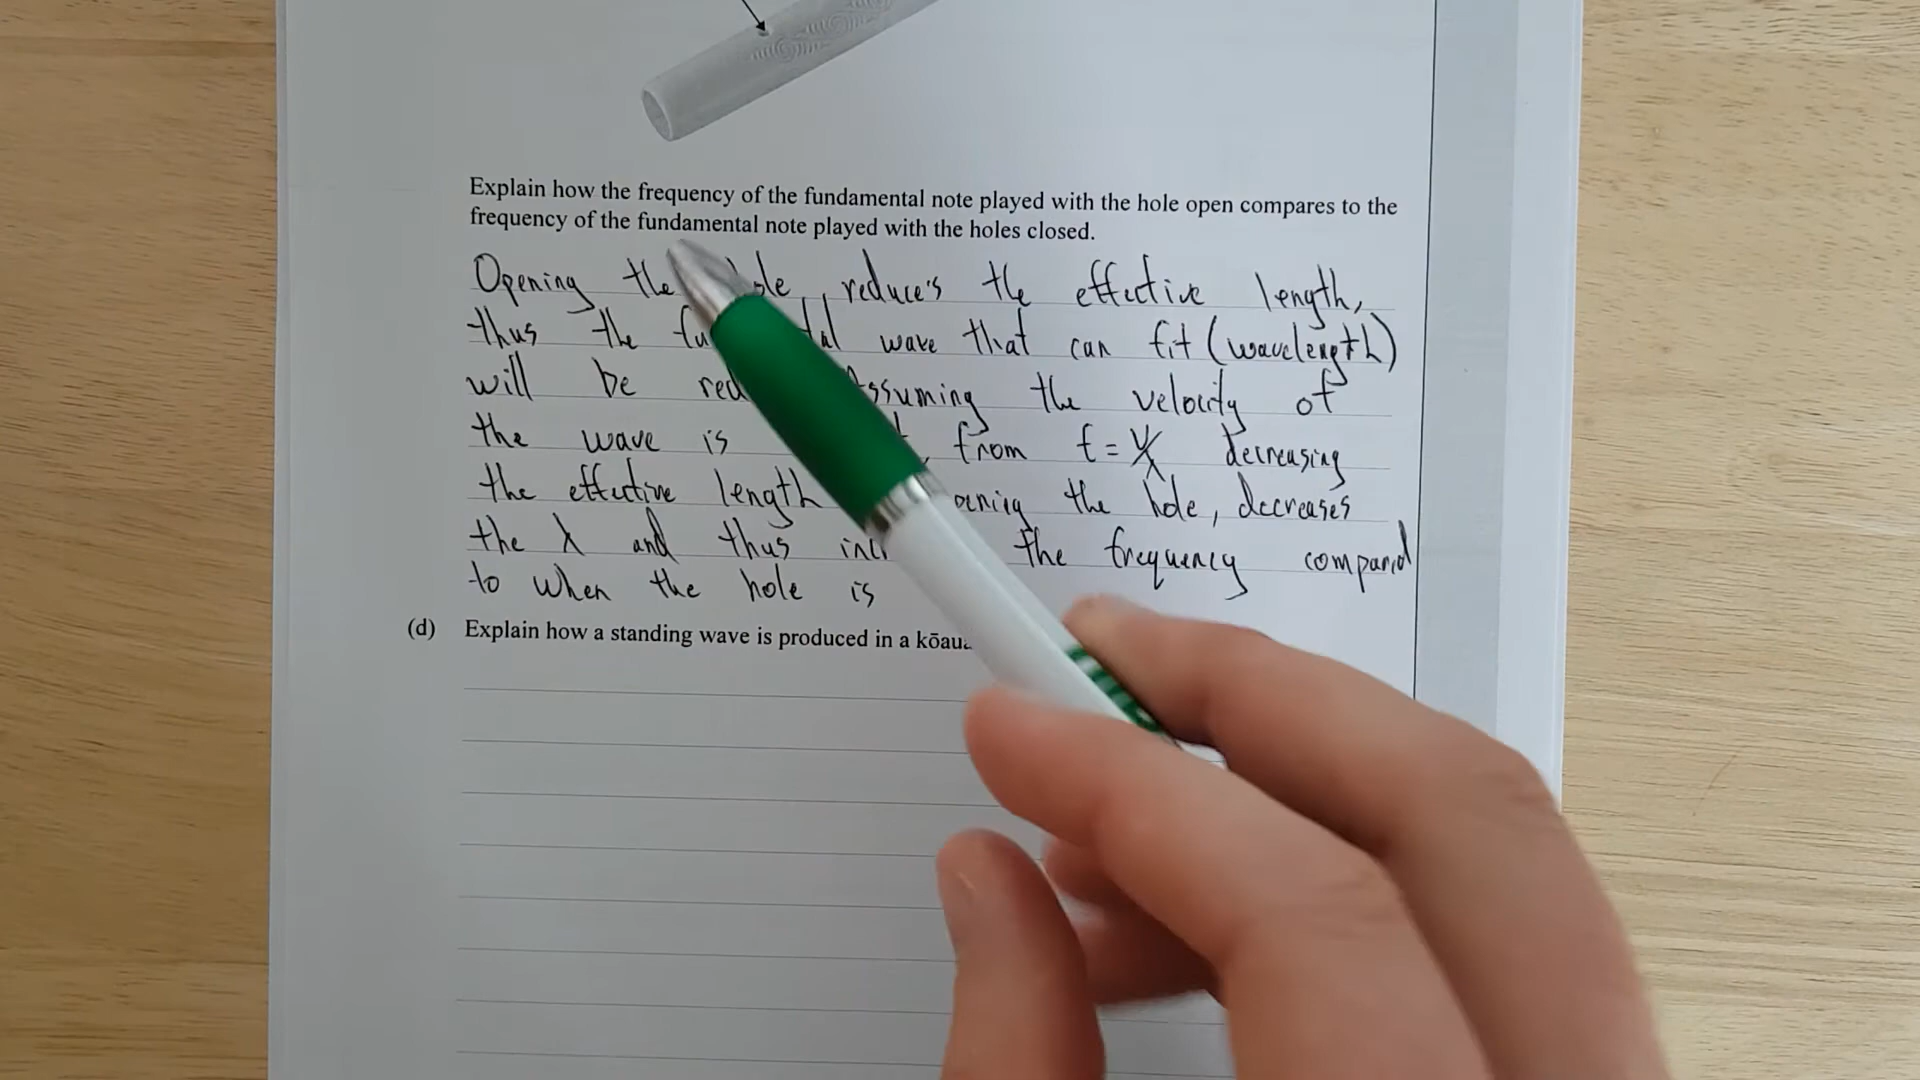 Explain how the frequency of the fundamental note played with the hole open compares to the
frequency of the fundamental note played with the holes closed.
Opening the reduce's the effective length,
thus the wave that can fit (wavelength)
will be Assuming the velocity of
the wave is from f = V/λ decreasing
the effective length the hole, decreases
the λ and thus the frequency compared
to when the hole is
(d) Explain how a standing wave is produced in a